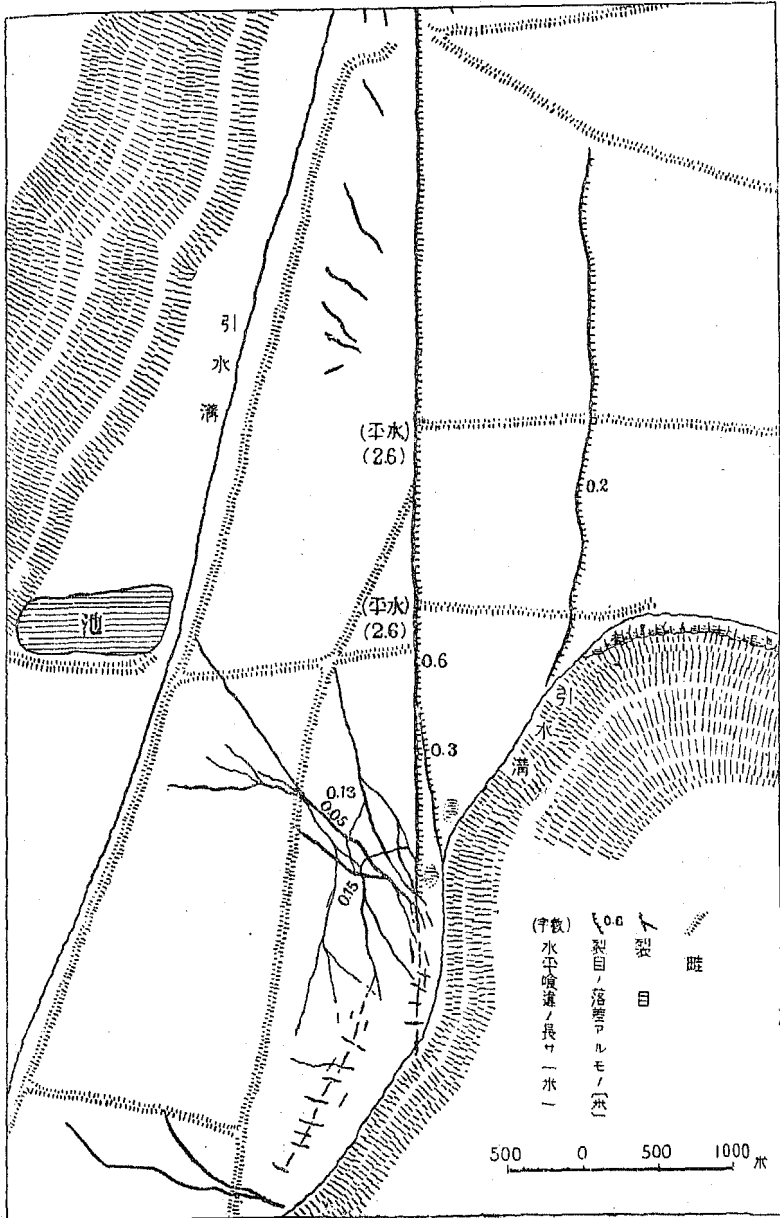 引水溝
(平水)
(2.6)
0.2
池
(平水)
(2.6)
0.6
引水溝
0.3
0.13
0.05
0.15
畦
裂目
0.6 裂目ノ落差アルモノ[米]
(字数) 水平喰違ノ長サ(米)
500 0 500 1000 米